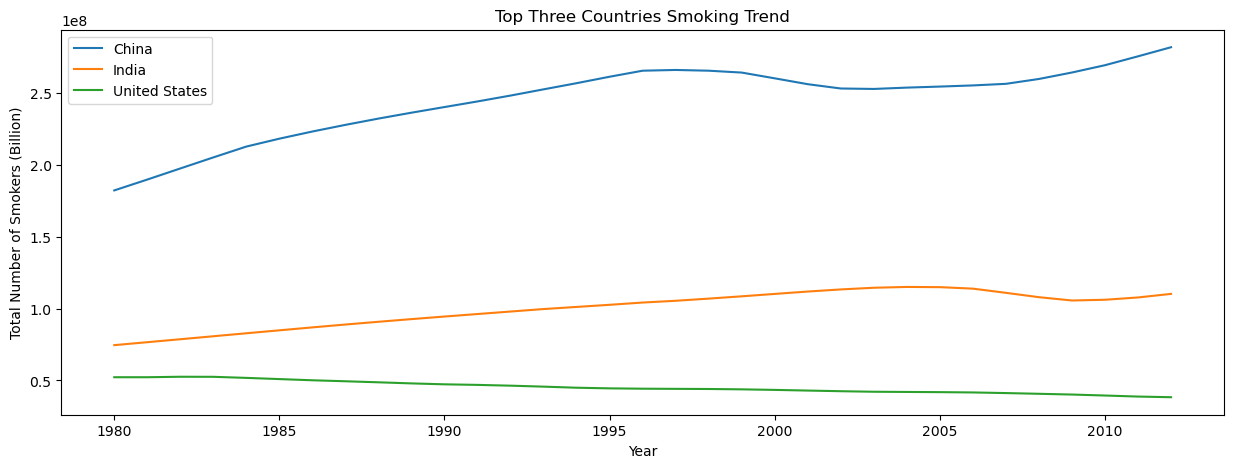 Top Three Countries Smoking Trend
1e8
China
India
United States
Total Number of Smokers (Billion)
2.5
2.0
1.5
1.0
0.5
1980 1985 1990 1995 2000 2005 2010
Year